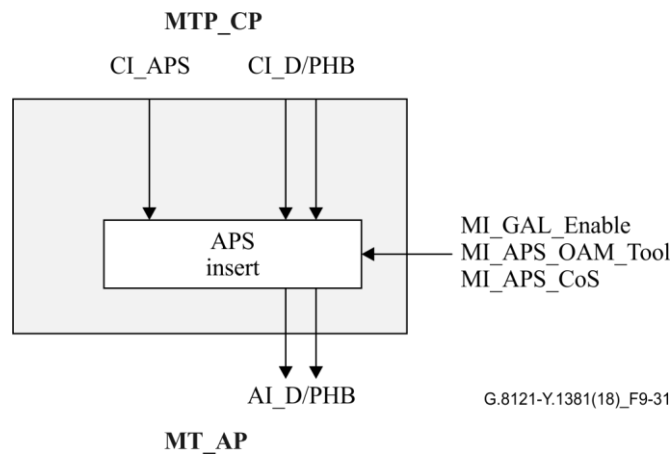 MTP_CP
CI_APS CI_D/PHB
APS
insert
MI_GAL_Enable
MI_APS_OAM_Tool
MI_APS_CoS
AI_D/PHB
G.8121-Y.1381(18)_F9-31
MT_AP